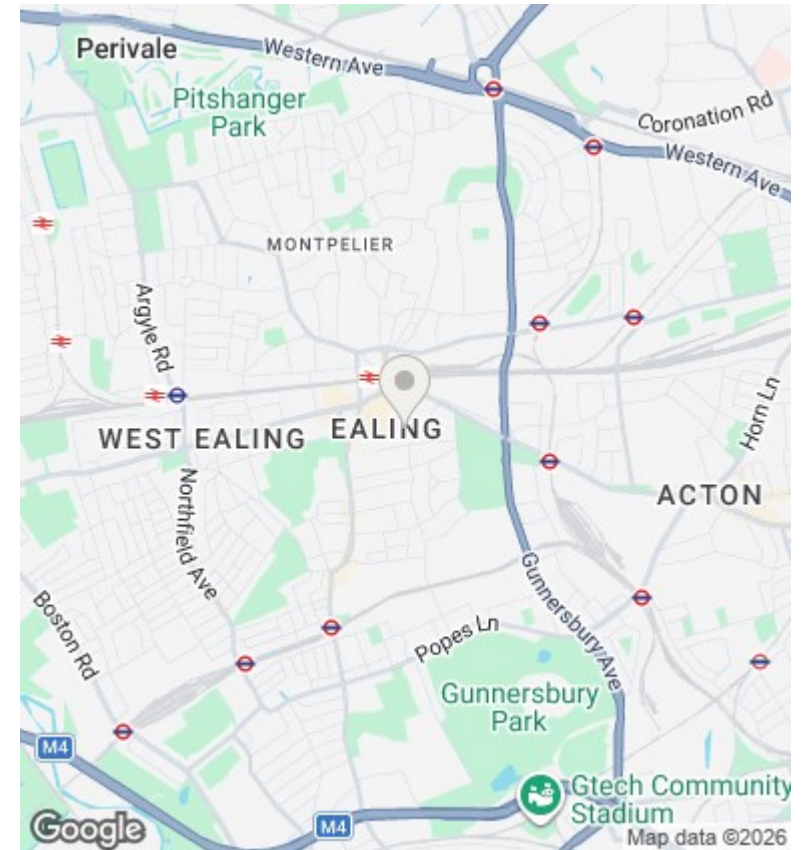 Perivale
Western Ave
Pitshanger
Park
Coronation Rd
Western Ave
MONTPELIER
Argyle Rd
Horn Ln
WEST EALING
EALING
ACTON
Northfield Ave
Gunnersbury Ave
Boston Rd
Popes Ln
Gunnersbury
Park
M4
Gtech Community
Stadium
M4
Google
Map data ©2026